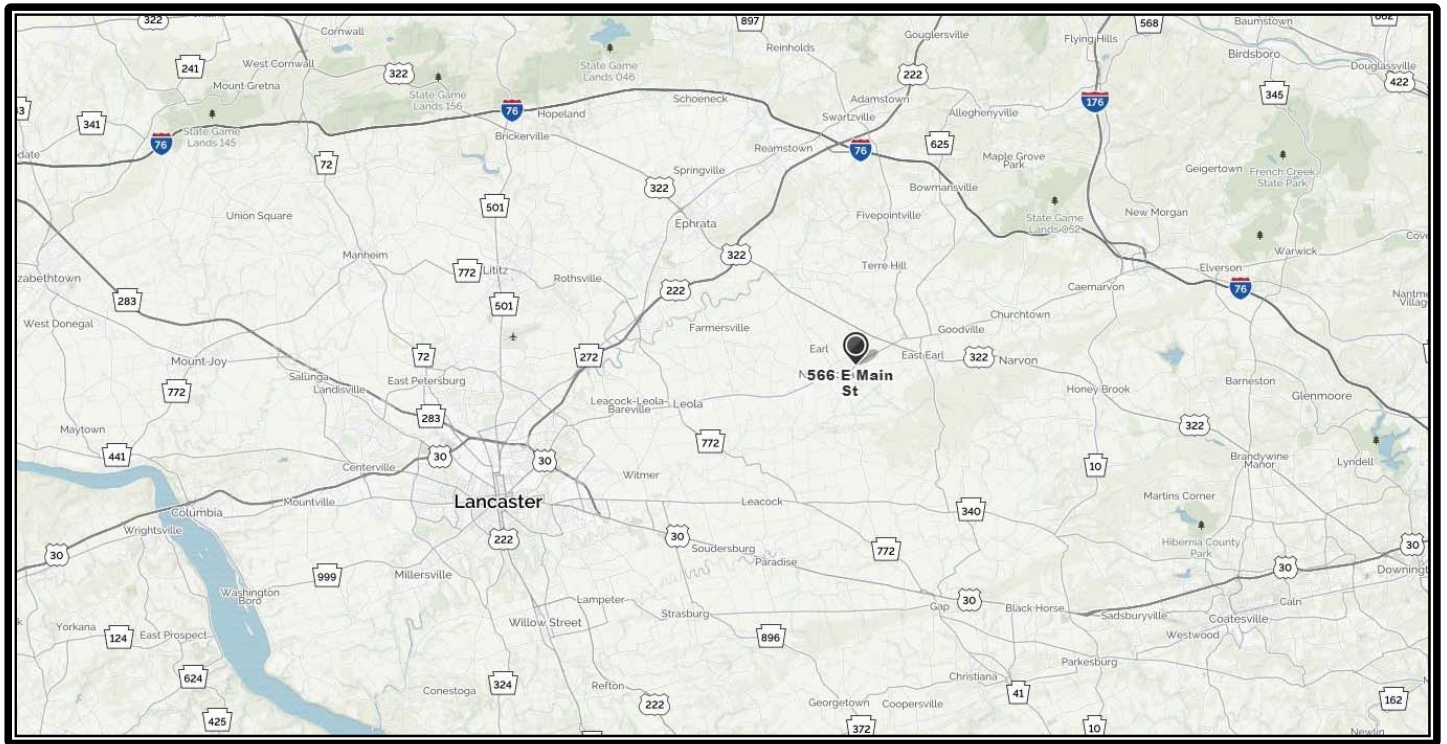 322
Cornwall
897
Reinholds
Gouglersville
568
Flying Hills
Baumstown
Birdsboro
Douglassville
241
West Cornwall
322
Mount Gretna
State Game
Lands 046
222
422
State Game
Lands 156
Schoeneck
Adamstown
Alleghenyville
176
345
341
76
Hopeland
Swartzville
State Game
Lands 145
76
Brickerville
Reamstown
76
625
Maple Grove
Park
72
Springville
Geigertown
French Creek
State Park
322
Bowmansville
501
Union Square
Ephrata
Fivepointville
State Game
Lands 052
New Morgan
Manheim
322
Warwick
772
Lititz
Rothsville
Terre Hill
Elverson
zabethtown
283
501
222
Caernarvon
76
West Donegal
Farmersville
Churchtown
Goodville
Mount Joy
72
272
Earl
East Earl
322
Narvon
Salunga
Landisville
East Petersburg
566 E Main
St
772
Leacock-Leola-
Bareville
Leola
Honey Brook
Barneston
Glenmoore
283
Maytown
772
322
441
30
30
Centerville
Witmer
10
Brandywine
Manor
Lyndell
Columbia
Mountville
Lancaster
Leacock
340
Martins Corner
Wrightsville
222
30
Hibernia County
Park
30
Soudersburg
772
30
30
Paradise
Downingt
999
Millersville
Washington
Boro
Lampeter
Gap
30
Black Horse
Caln
Strasburg
Sadsburyville
Coatesville
Yorkana
124
East Prospect
Willow Street
896
Westwood
624
Parkesburg
Conestoga
324
Refton
Christiana
41
162
425
222
Georgetown
Coopersville
372
10
Newlin